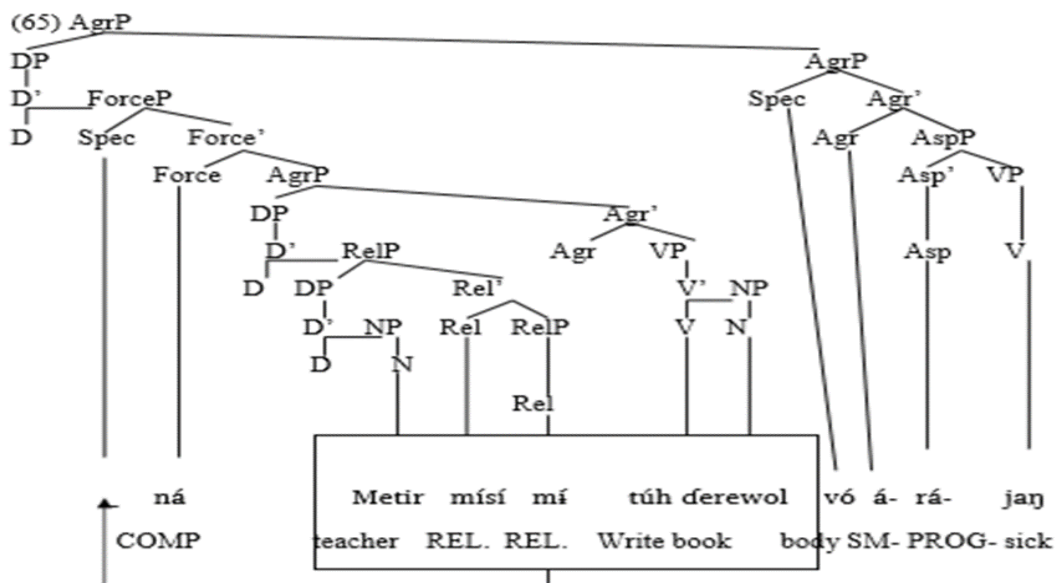 (65) AgrP
DP AgrP
D’ ForceP Spec Agr’
D Spec Force’ Agr AspP
Force AgrP Asp’ VP
DP Agr’
D’ RelP Agr VP Asp V
D DP Rel’ V’ NP
D’ NP Rel RelP V N
D N
Rel
ná Metir mísí mɨ́ túh ɗerewol vó á- rá- jaŋ
COMP teacher REL. REL. Write book body SM- PROG- sick